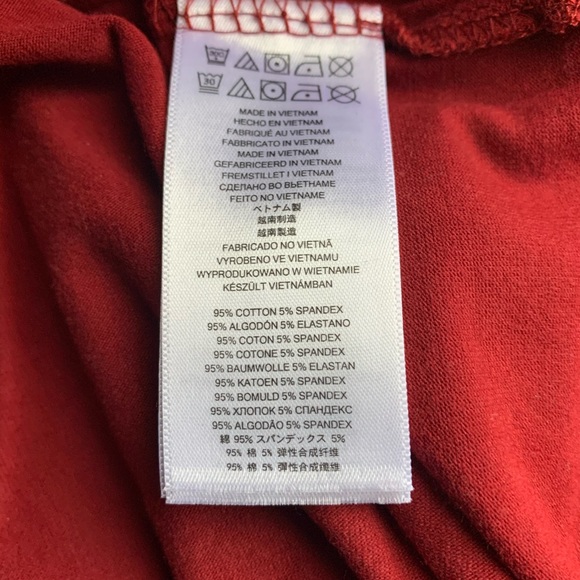 30
30
MADE IN VIETNAM
HECHO EN VIETNAM
FABRIQUÉ AU VIETNAM
FABBRICATO IN VIETNAM
MADE IN VIETNAM
GEFABRICEERD IN VIETNAM
FREMSTILLET I VIETNAM
СДЕЛАНО ВО ВЬЕТНАМЕ
FEITO NO VIETNAME
ベトナム製
越南制造
越南製造
FABRICADO NO VIETNÃ
VYROBENO VE VIETNAMU
WYPRODUKOWANO W WIETNAMIE
KÉSZÜLT VIETNÁMBAN
95% COTTON 5% SPANDEX
95% ALGODÓN 5% ELASTANO
95% COTON 5% SPANDEX
95% COTONE 5% SPANDEX
95% BAUMWOLLE 5% ELASTAN
95% KATOEN 5% SPANDEX
95% BOMULD 5% SPANDEX
95% ХЛОПОК 5% СПАНДЕКС
95% ALGODÃO 5% SPANDEX
綿 95% スパンデックス 5%
95% 棉 5% 弹性合成纤维
95% 棉 5% 弹性合成纖維